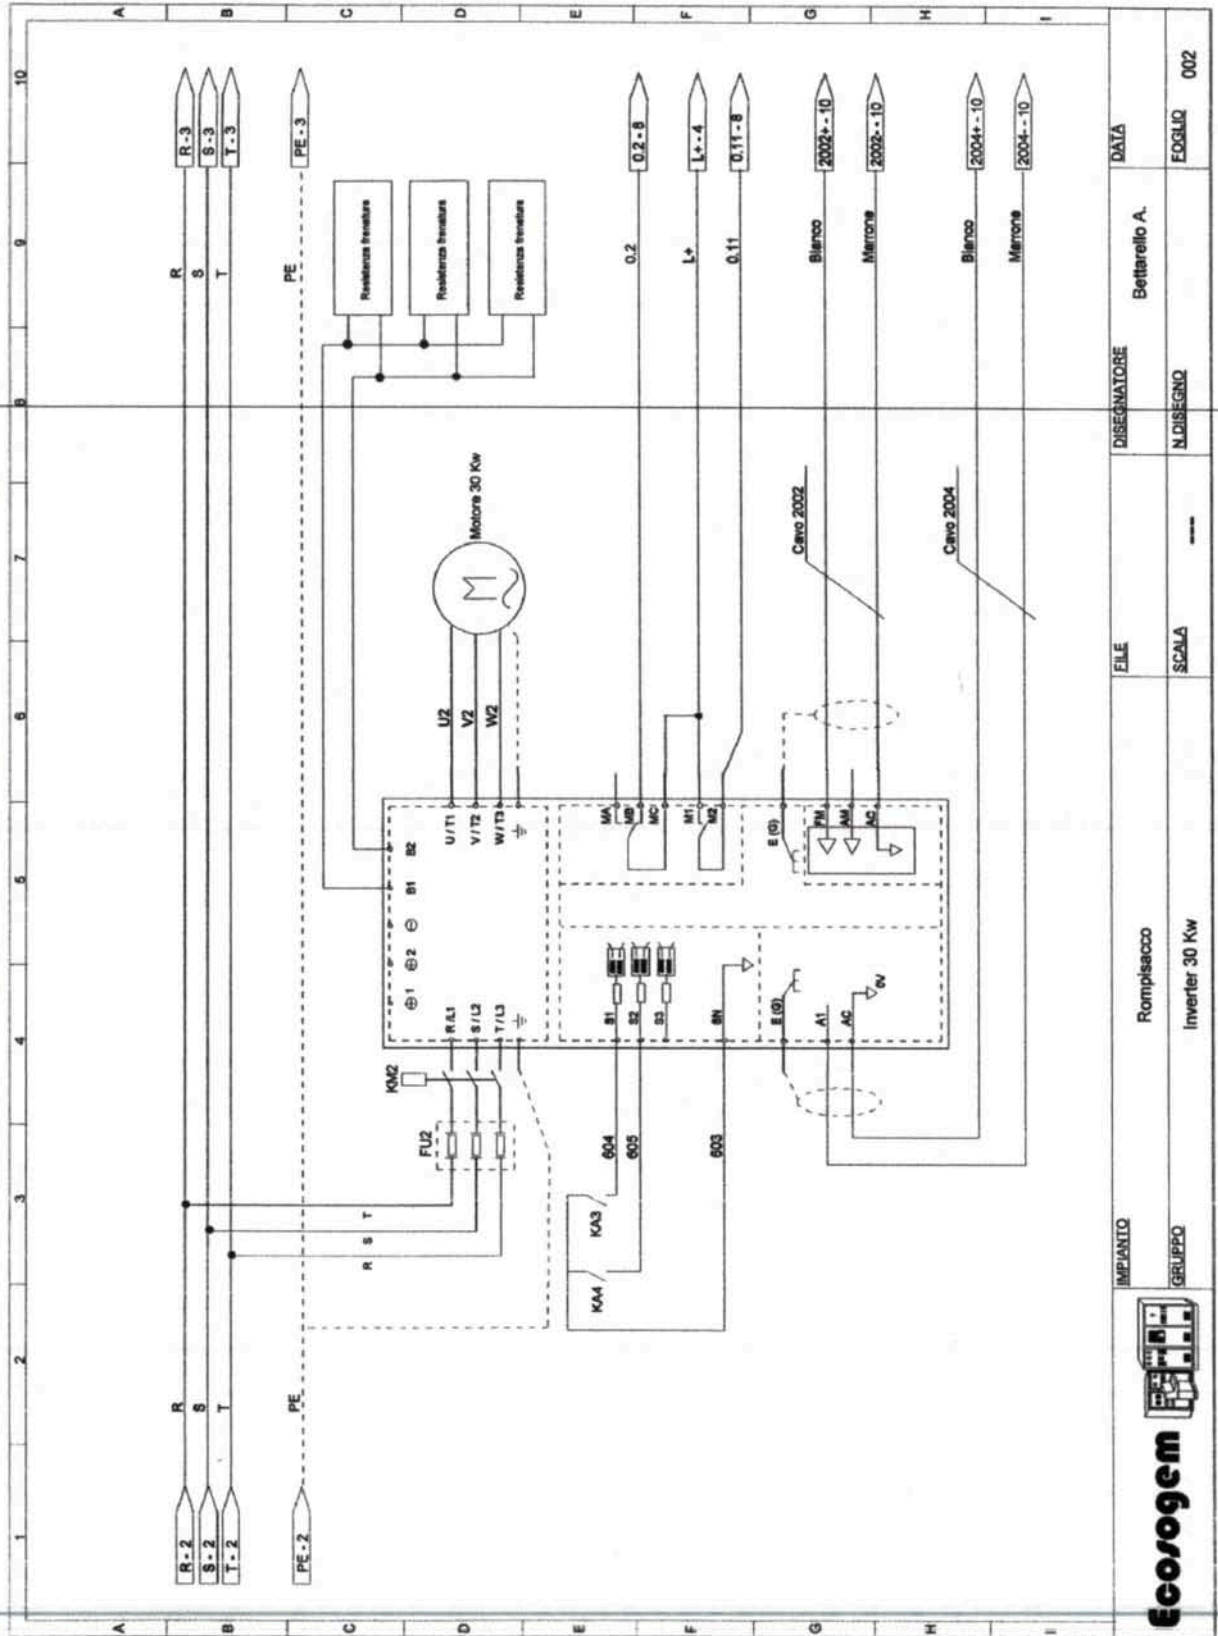 1 2 3 4 5 6 7 8 9 10
A
B
C
D
E
F
G
H
I
A
B
C
D
E
F
G
H
I
R - 2
S - 2
T - 2
PE - 2
R
S
T
PE
R
S
T
PE
R - 3
S - 3
T - 3
PE - 3
R S T
FU2
KM2
R / L1
S / L2
T / L3
⊕1 ⊕2 ⊖ B1 B2
U / T1
V / T2
W / T3
U2
V2
W2
M
Motore 30 Kw
Resistenza frenatura
Resistenza frenatura
Resistenza frenatura
KA4
KA3
604
605
603
S1
S2
S3
SN
MA
MB
MC
M1
M2
0.2
L+
0.11
0.2 - 8
L+ - 4
0.11 - 8
E (G)
A1
AC
0V
E (G)
FM
AM
AC
Cavo 2002
Bianco
Marrone
2002+ - 10
2002- - 10
Cavo 2004
Bianco
Marrone
2004+ - 10
2004- - 10
Ecosogem
IMPIANTO
Rompisacco
FILE
DISEGNATORE
Bettarello A.
DATA
GRUPPO
Inverter 30 Kw
SCALA
---
N.DISEGNO
FOGLIO
002